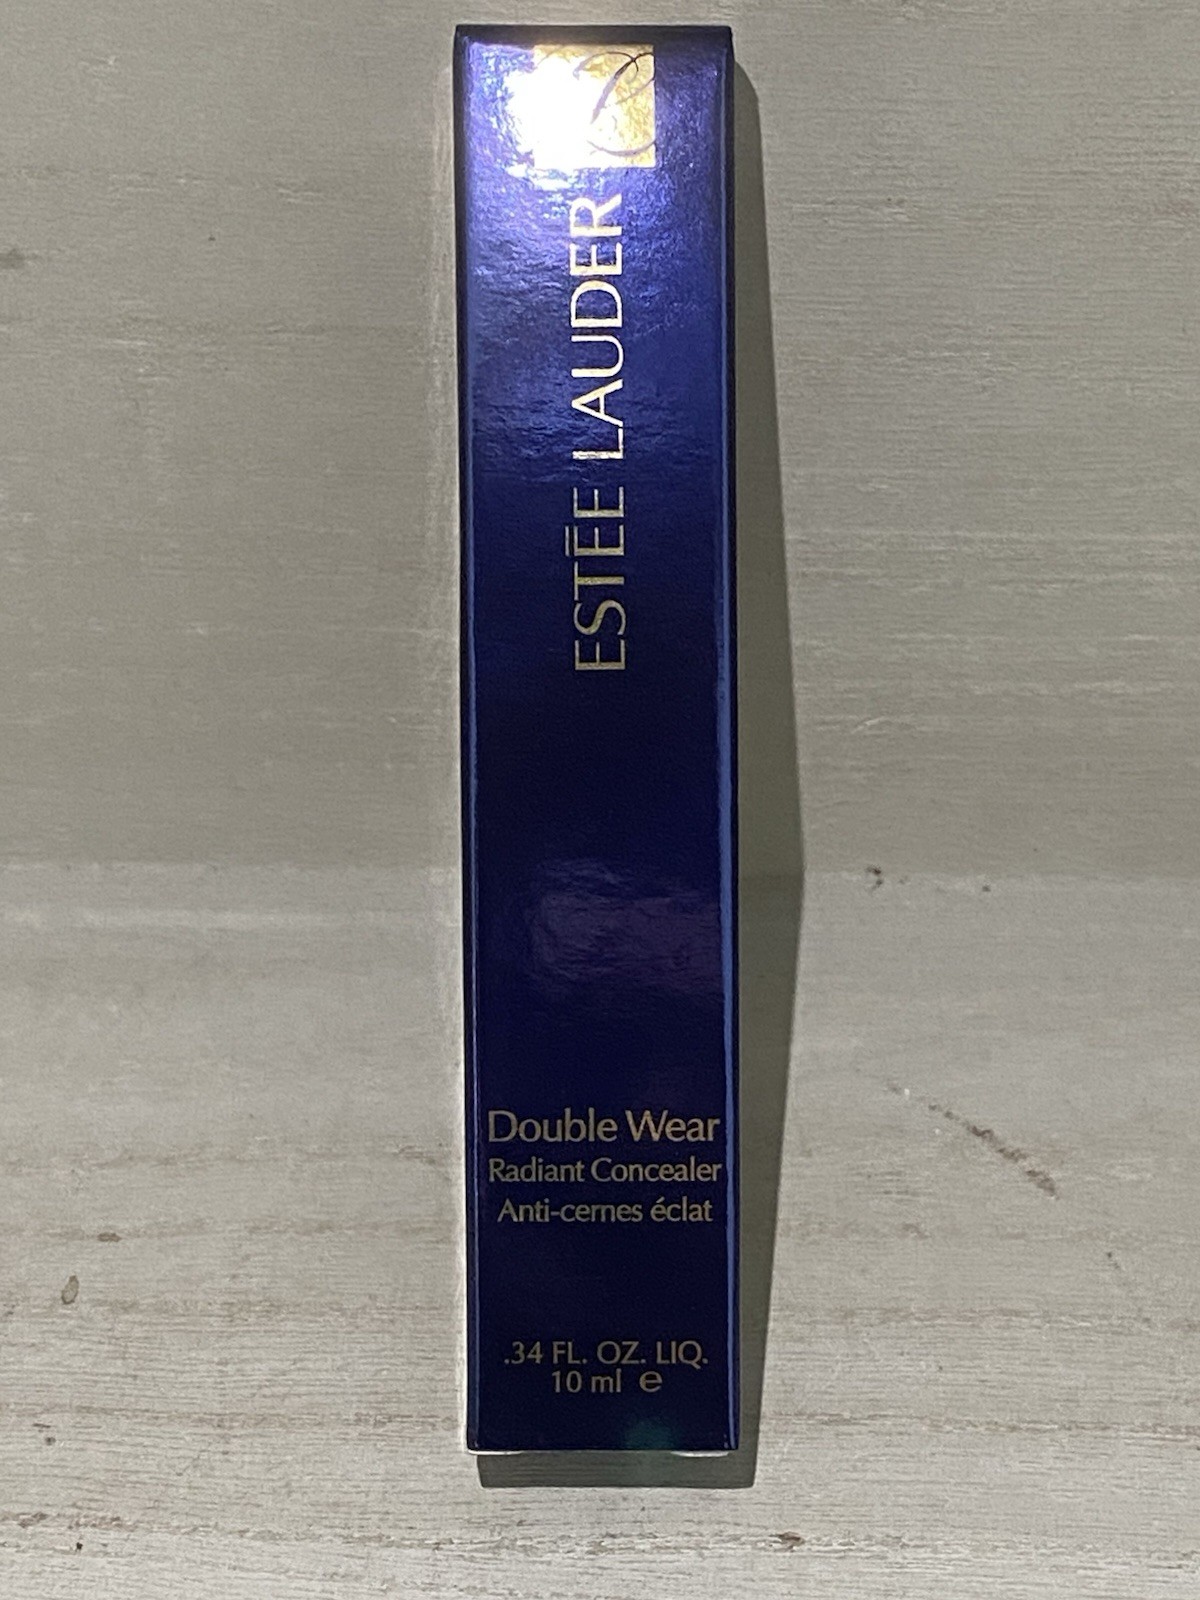 ESTĒE LAUDER
Double Wear
Radiant Concealer
Anti-cernes éclat
.34 FL. OZ. LIQ.
10 ml ℮